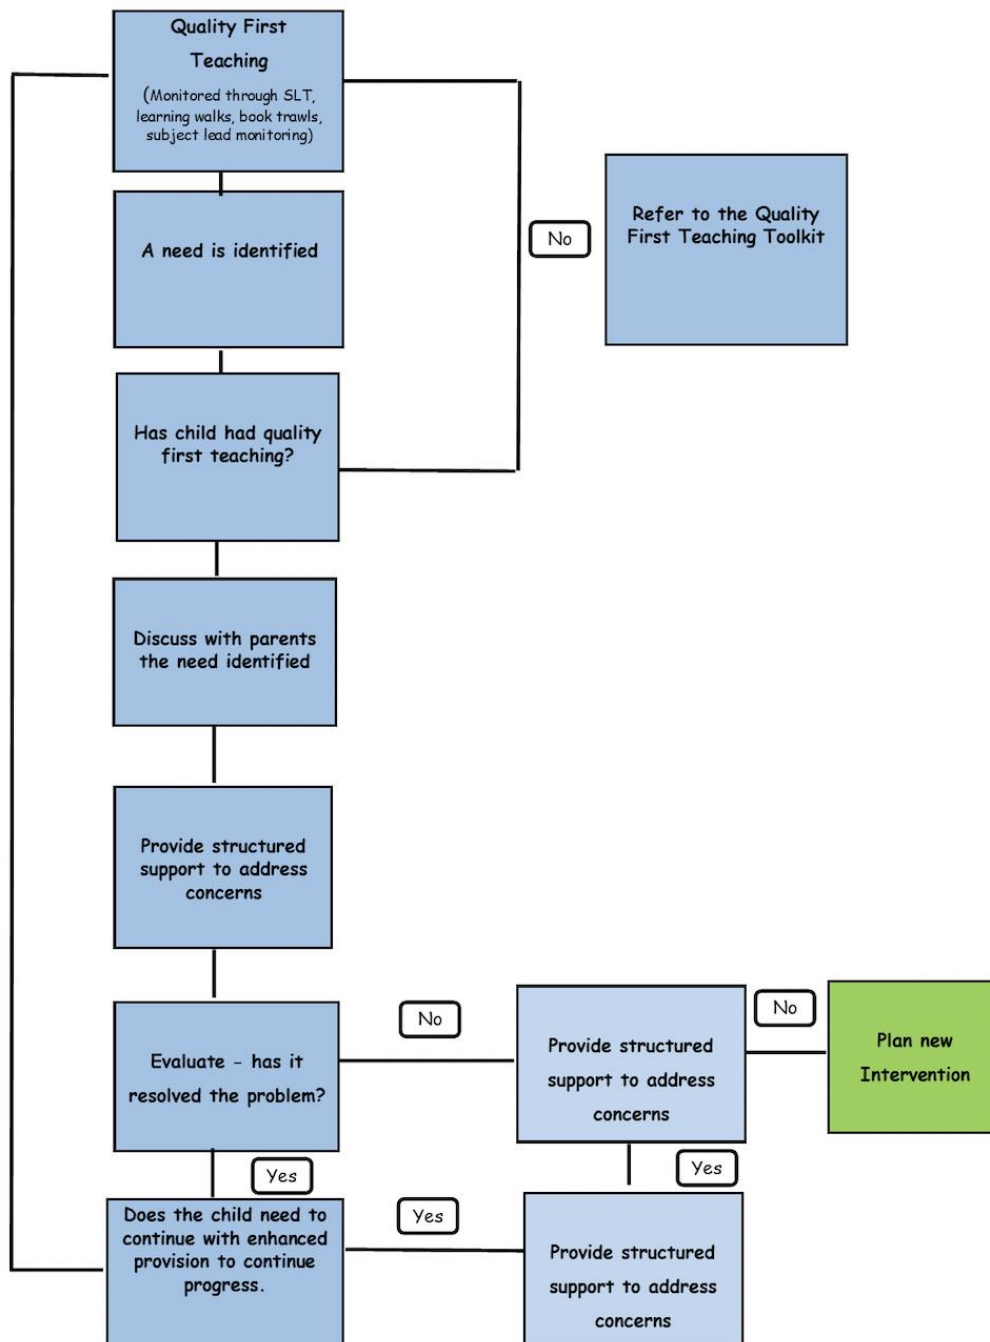 Quality First
Teaching
(Monitored through SLT,
learning walks, book trawls,
subject lead monitoring)
A need is identified
No
Refer to the Quality
First Teaching Toolkit
Has child had quality
first teaching?
Discuss with parents
the need identified
Provide structured
support to address
concerns
Evaluate - has it
resolved the problem?
No
Provide structured
support to address
concerns
No
Plan new
Intervention
Yes
Yes
Does the child need to
continue with enhanced
provision to continue
progress.
Yes
Provide structured
support to address
concerns